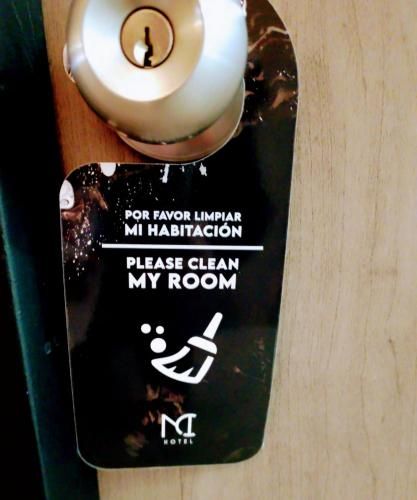 POR FAVOR LIMPIAR
MI HABITACIÓN
PLEASE CLEAN
MY ROOM
HOTEL